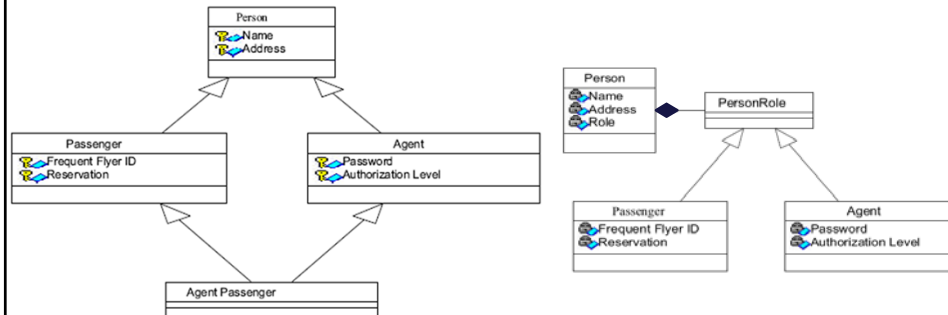 Person
Name
Address
Passenger
Frequent Flyer ID
Reservation
Agent
Password
Authorization Level
Agent Passenger
Person
Name
Address
Role
PersonRole
Passenger
Frequent Flyer ID
Reservation
Agent
Password
Authorization Level